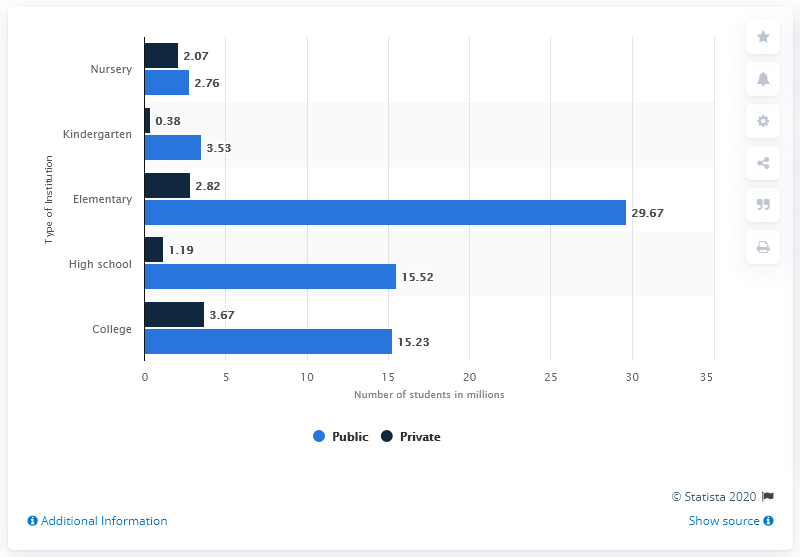 Type of Institution
Nursery
2.07
2.76
Kindergarten
0.38
3.53
Elementary
2.82
29.67
High school
1.19
15.52
College
3.67
15.23
0 5 10 15 20 25 30 35
Number of students in millions
Public Private
© Statista 2020
Additional Information Show source